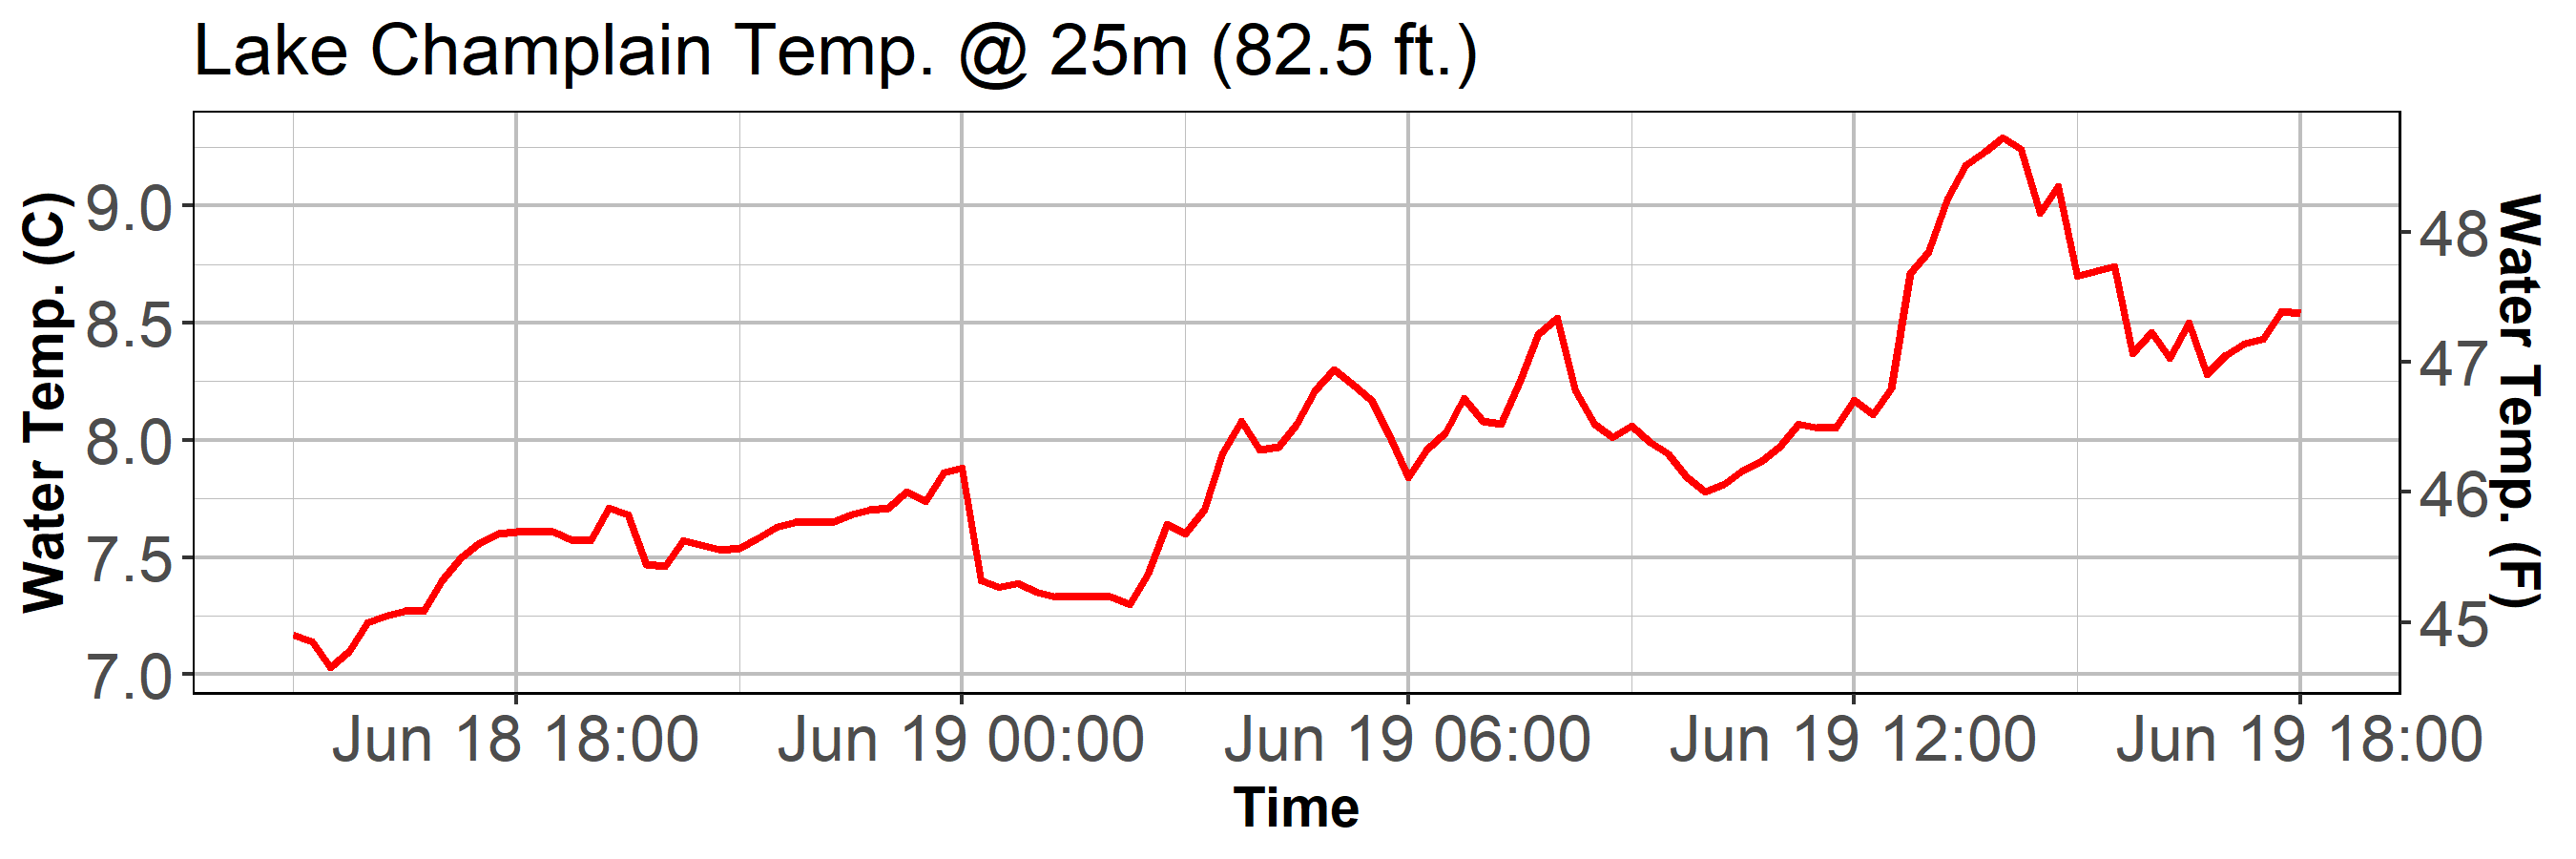 Lake Champlain Temp. @ 25m (82.5 ft.)
Water Temp. (C)
9.0
8.5
8.0
7.5
7.0
48
47
46
45
Water Temp. (F)
Jun 18 18:00 Jun 19 00:00 Jun 19 06:00 Jun 19 12:00 Jun 19 18:00
Time